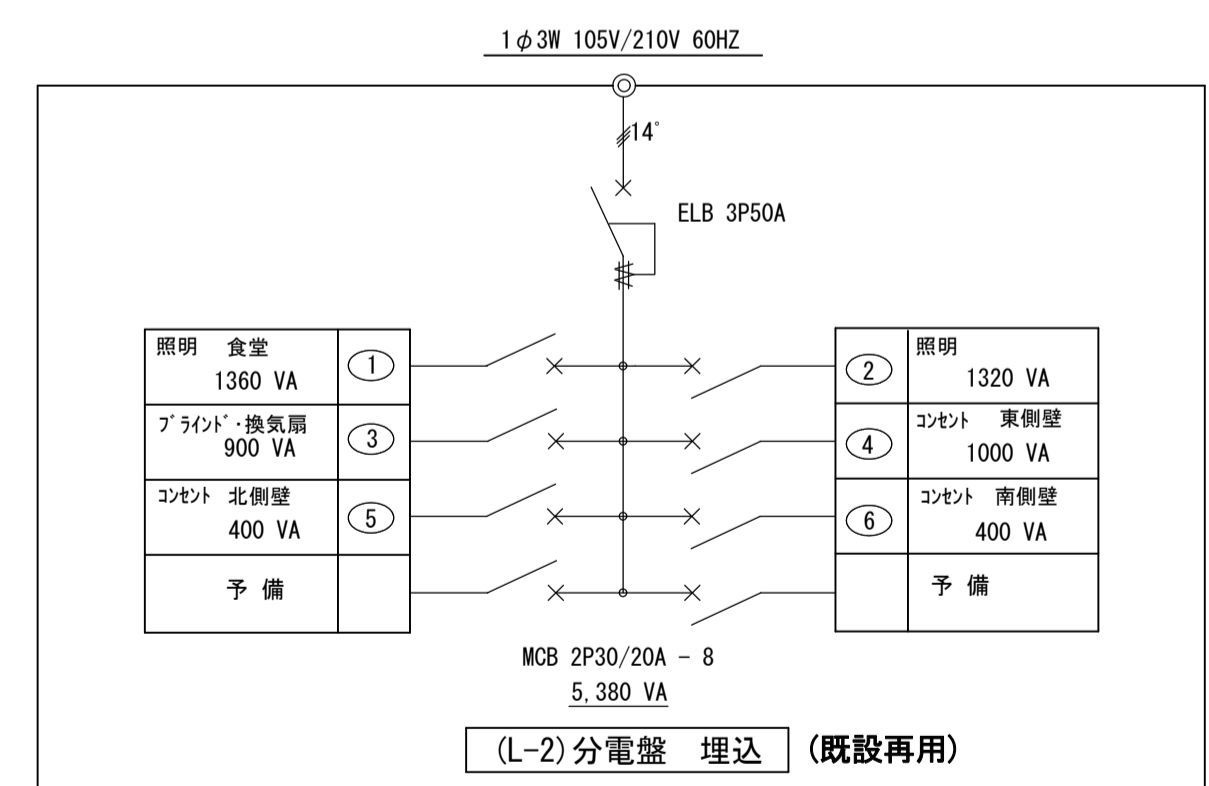 1φ3W 105V/210V 60HZ
14°
ELB 3P50A
照明 食堂
1360 VA
1
2
照明
1320 VA
ﾌﾞﾗｲﾝﾄﾞ･換気扇
900 VA
3
4
ｺﾝｾﾝﾄ 東側壁
1000 VA
ｺﾝｾﾝﾄ 北側壁
400 VA
5
6
ｺﾝｾﾝﾄ 南側壁
400 VA
予 備
予 備
MCB 2P30/20A - 8
5,380 VA
(L-2)分電盤 埋込 (既設再用)